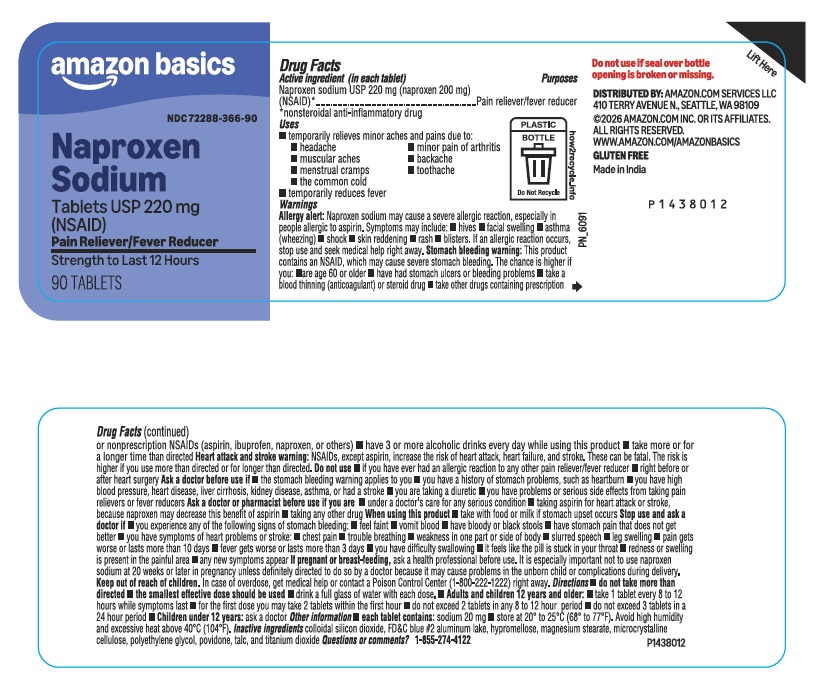 amazon basics
NDC 72288-366-90
Naproxen
Sodium
Tablets USP 220 mg
(NSAID)
Pain Reliever/Fever Reducer
Strength to Last 12 Hours
90 TABLETS
Drug Facts
Active ingredient (in each tablet) Purposes
Naproxen sodium USP 220 mg (naproxen 200 mg)
(NSAID)* Pain reliever/fever reducer
*nonsteroidal anti-inflammatory drug
Uses
■ temporarily relieves minor aches and pains due to:
■ headache ■ minor pain of arthritis
■ muscular aches ■ backache
■ menstrual cramps ■ toothache
■ the common cold
■ temporarily reduces fever
Warnings
Allergy alert: Naproxen sodium may cause a severe allergic reaction, especially in
people allergic to aspirin. Symptoms may include: ■ hives ■ facial swelling ■ asthma
(wheezing) ■ shock ■ skin reddening ■ rash ■ blisters. If an allergic reaction occurs,
stop use and seek medical help right away. Stomach bleeding warning: This product
contains an NSAID, which may cause severe stomach bleeding. The chance is higher if
you: ■ are age 60 or older ■ have had stomach ulcers or bleeding problems ■ take a
blood thinning (anticoagulant) or steroid drug ■ take other drugs containing prescription
PLASTIC
BOTTLE
Do Not Recycle
how2recycle.info
PN_6091
Do not use if seal over bottle
opening is broken or missing.
DISTRIBUTED BY: AMAZON.COM SERVICES LLC
410 TERRY AVENUE N., SEATTLE, WA 98109
©2026 AMAZON.COM INC. OR ITS AFFILIATES.
ALL RIGHTS RESERVED.
WWW.AMAZON.COM/AMAZONBASICS
GLUTEN FREE
Made in India
P1438012
Lift Here
Drug Facts (continued)
or nonprescription NSAIDs (aspirin, ibuprofen, naproxen, or others) ■ have 3 or more alcoholic drinks every day while using this product ■ take more or for
a longer time than directed Heart attack and stroke warning: NSAIDs, except aspirin, increase the risk of heart attack, heart failure, and stroke. These can be fatal. The risk is
higher if you use more than directed or for longer than directed. Do not use ■ if you have ever had an allergic reaction to any other pain reliever/fever reducer ■ right before or
after heart surgery Ask a doctor before use if ■ the stomach bleeding warning applies to you ■ you have a history of stomach problems, such as heartburn ■ you have high
blood pressure, heart disease, liver cirrhosis, kidney disease, asthma, or had a stroke ■ you are taking a diuretic ■ you have problems or serious side effects from taking pain
relievers or fever reducers Ask a doctor or pharmacist before use if you are ■ under a doctor's care for any serious condition ■ taking aspirin for heart attack or stroke,
because naproxen may decrease this benefit of aspirin ■ taking any other drug When using this product ■ take with food or milk if stomach upset occurs Stop use and ask a
doctor if ■ you experience any of the following signs of stomach bleeding: ■ feel faint ■ vomit blood ■ have bloody or black stools ■ have stomach pain that does not get
better ■ you have symptoms of heart problems or stroke: ■ chest pain ■ trouble breathing ■ weakness in one part or side of body ■ slurred speech ■ leg swelling ■ pain gets
worse or lasts more than 10 days ■ fever gets worse or lasts more than 3 days ■ you have difficulty swallowing ■ it feels like the pill is stuck in your throat ■ redness or swelling
is present in the painful area ■ any new symptoms appear If pregnant or breast-feeding, ask a health professional before use. It is especially important not to use naproxen
sodium at 20 weeks or later in pregnancy unless definitely directed to do so by a doctor because it may cause problems in the unborn child or complications during delivery.
Keep out of reach of children. In case of overdose, get medical help or contact a Poison Control Center (1-800-222-1222) right away. Directions ■ do not take more than
directed ■ the smallest effective dose should be used ■ drink a full glass of water with each dose. ■ Adults and children 12 years and older: ■ take 1 tablet every 8 to 12
hours while symptoms last ■ for the first dose you may take 2 tablets within the first hour ■ do not exceed 2 tablets in any 8 to 12 hour period ■ do not exceed 3 tablets in a
24 hour period ■ Children under 12 years: ask a doctor Other information ■ each tablet contains: sodium 20 mg ■ store at 20° to 25°C (68° to 77°F). Avoid high humidity
and excessive heat above 40°C (104°F). Inactive ingredients colloidal silicon dioxide, FD&C blue #2 aluminum lake, hypromellose, magnesium stearate, microcrystalline
cellulose, polyethylene glycol, povidone, talc, and titanium dioxide Questions or comments? 1-855-274-4122
P1438012